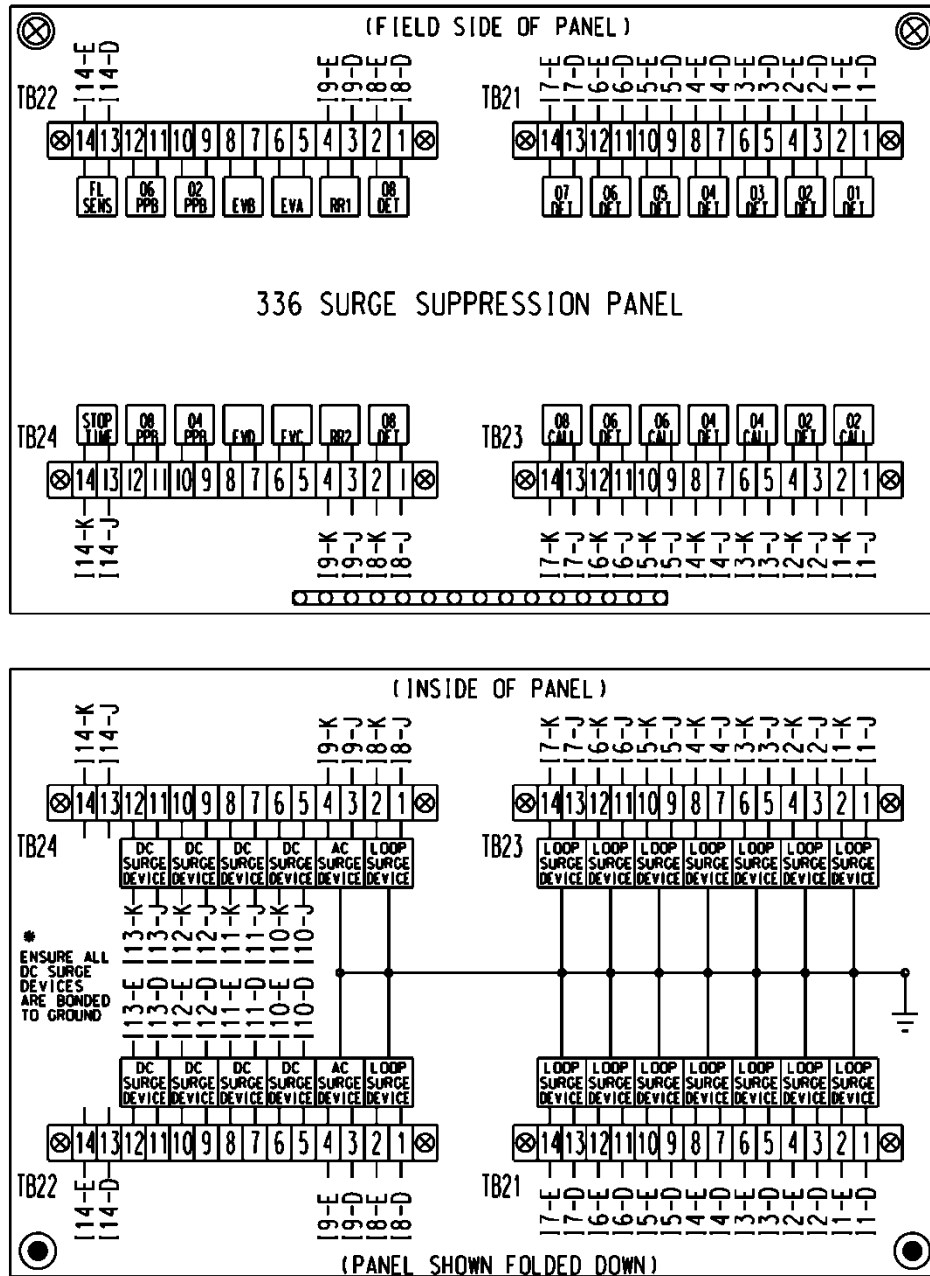 (FIELD SIDE OF PANEL)
I14-E I14-D I9-E I9-D I8-E I8-D I7-E I7-D I6-E I6-D I5-E I5-D I4-E I4-D I3-E I3-D I2-E I2-D I1-E I1-D
TB22 TB21
14 13 12 11 10 9 8 7 6 5 4 3 2 1 14 13 12 11 10 9 8 7 6 5 4 3 2 1
FL 06 02 08 07 06 05 04 03 02 01
SENS PPB PPB EVB EVA RR1 DET DET DET DET DET DET DET DET
336 SURGE SUPPRESSION PANEL
STOP 08 04 08 08 06 06 04 04 02 02
TIME PPB PPB EVD EVC RR2 DET CALL DET CALL DET CALL DET CALL
TB24 TB23
14 13 12 11 10 9 8 7 6 5 4 3 2 1 14 13 12 11 10 9 8 7 6 5 4 3 2 1
I14-K I14-J I9-K I9-J I8-K I8-J I7-K I7-J I6-K I6-J I5-K I5-J I4-K I4-J I3-K I3-J I2-K I2-J I1-K I1-J
(INSIDE OF PANEL)
I14-K I14-J I9-K I9-J I8-K I8-J I7-K I7-J I6-K I6-J I5-K I5-J I4-K I4-J I3-K I3-J I2-K I2-J I1-K I1-J
14 13 12 11 10 9 8 7 6 5 4 3 2 1 14 13 12 11 10 9 8 7 6 5 4 3 2 1
TB24 TB23
DC DC DC DC AC LOOP LOOP LOOP LOOP LOOP LOOP LOOP LOOP
SURGE SURGE SURGE SURGE SURGE SURGE SURGE SURGE SURGE SURGE SURGE SURGE SURGE
DEVICE DEVICE DEVICE DEVICE DEVICE DEVICE DEVICE DEVICE DEVICE DEVICE DEVICE DEVICE DEVICE
I13-K I13-J I12-K I12-J I11-K I11-J I10-K I10-J
*
ENSURE ALL
DC SURGE
DEVICES
ARE BONDED
TO GROUND
I13-E I13-D I12-E I12-D I11-E I11-D I10-E I10-D
DC DC DC DC AC LOOP LOOP LOOP LOOP LOOP LOOP LOOP LOOP
SURGE SURGE SURGE SURGE SURGE SURGE SURGE SURGE SURGE SURGE SURGE SURGE SURGE
DEVICE DEVICE DEVICE DEVICE DEVICE DEVICE DEVICE DEVICE DEVICE DEVICE DEVICE DEVICE DEVICE
14 13 12 11 10 9 8 7 6 5 4 3 2 1 14 13 12 11 10 9 8 7 6 5 4 3 2 1
TB22 TB21
I14-E I14-D I9-E I9-D I8-E I8-D I7-E I7-D I6-E I6-D I5-E I5-D I4-E I4-D I3-E I3-D I2-E I2-D I1-E I1-D
(PANEL SHOWN FOLDED DOWN)